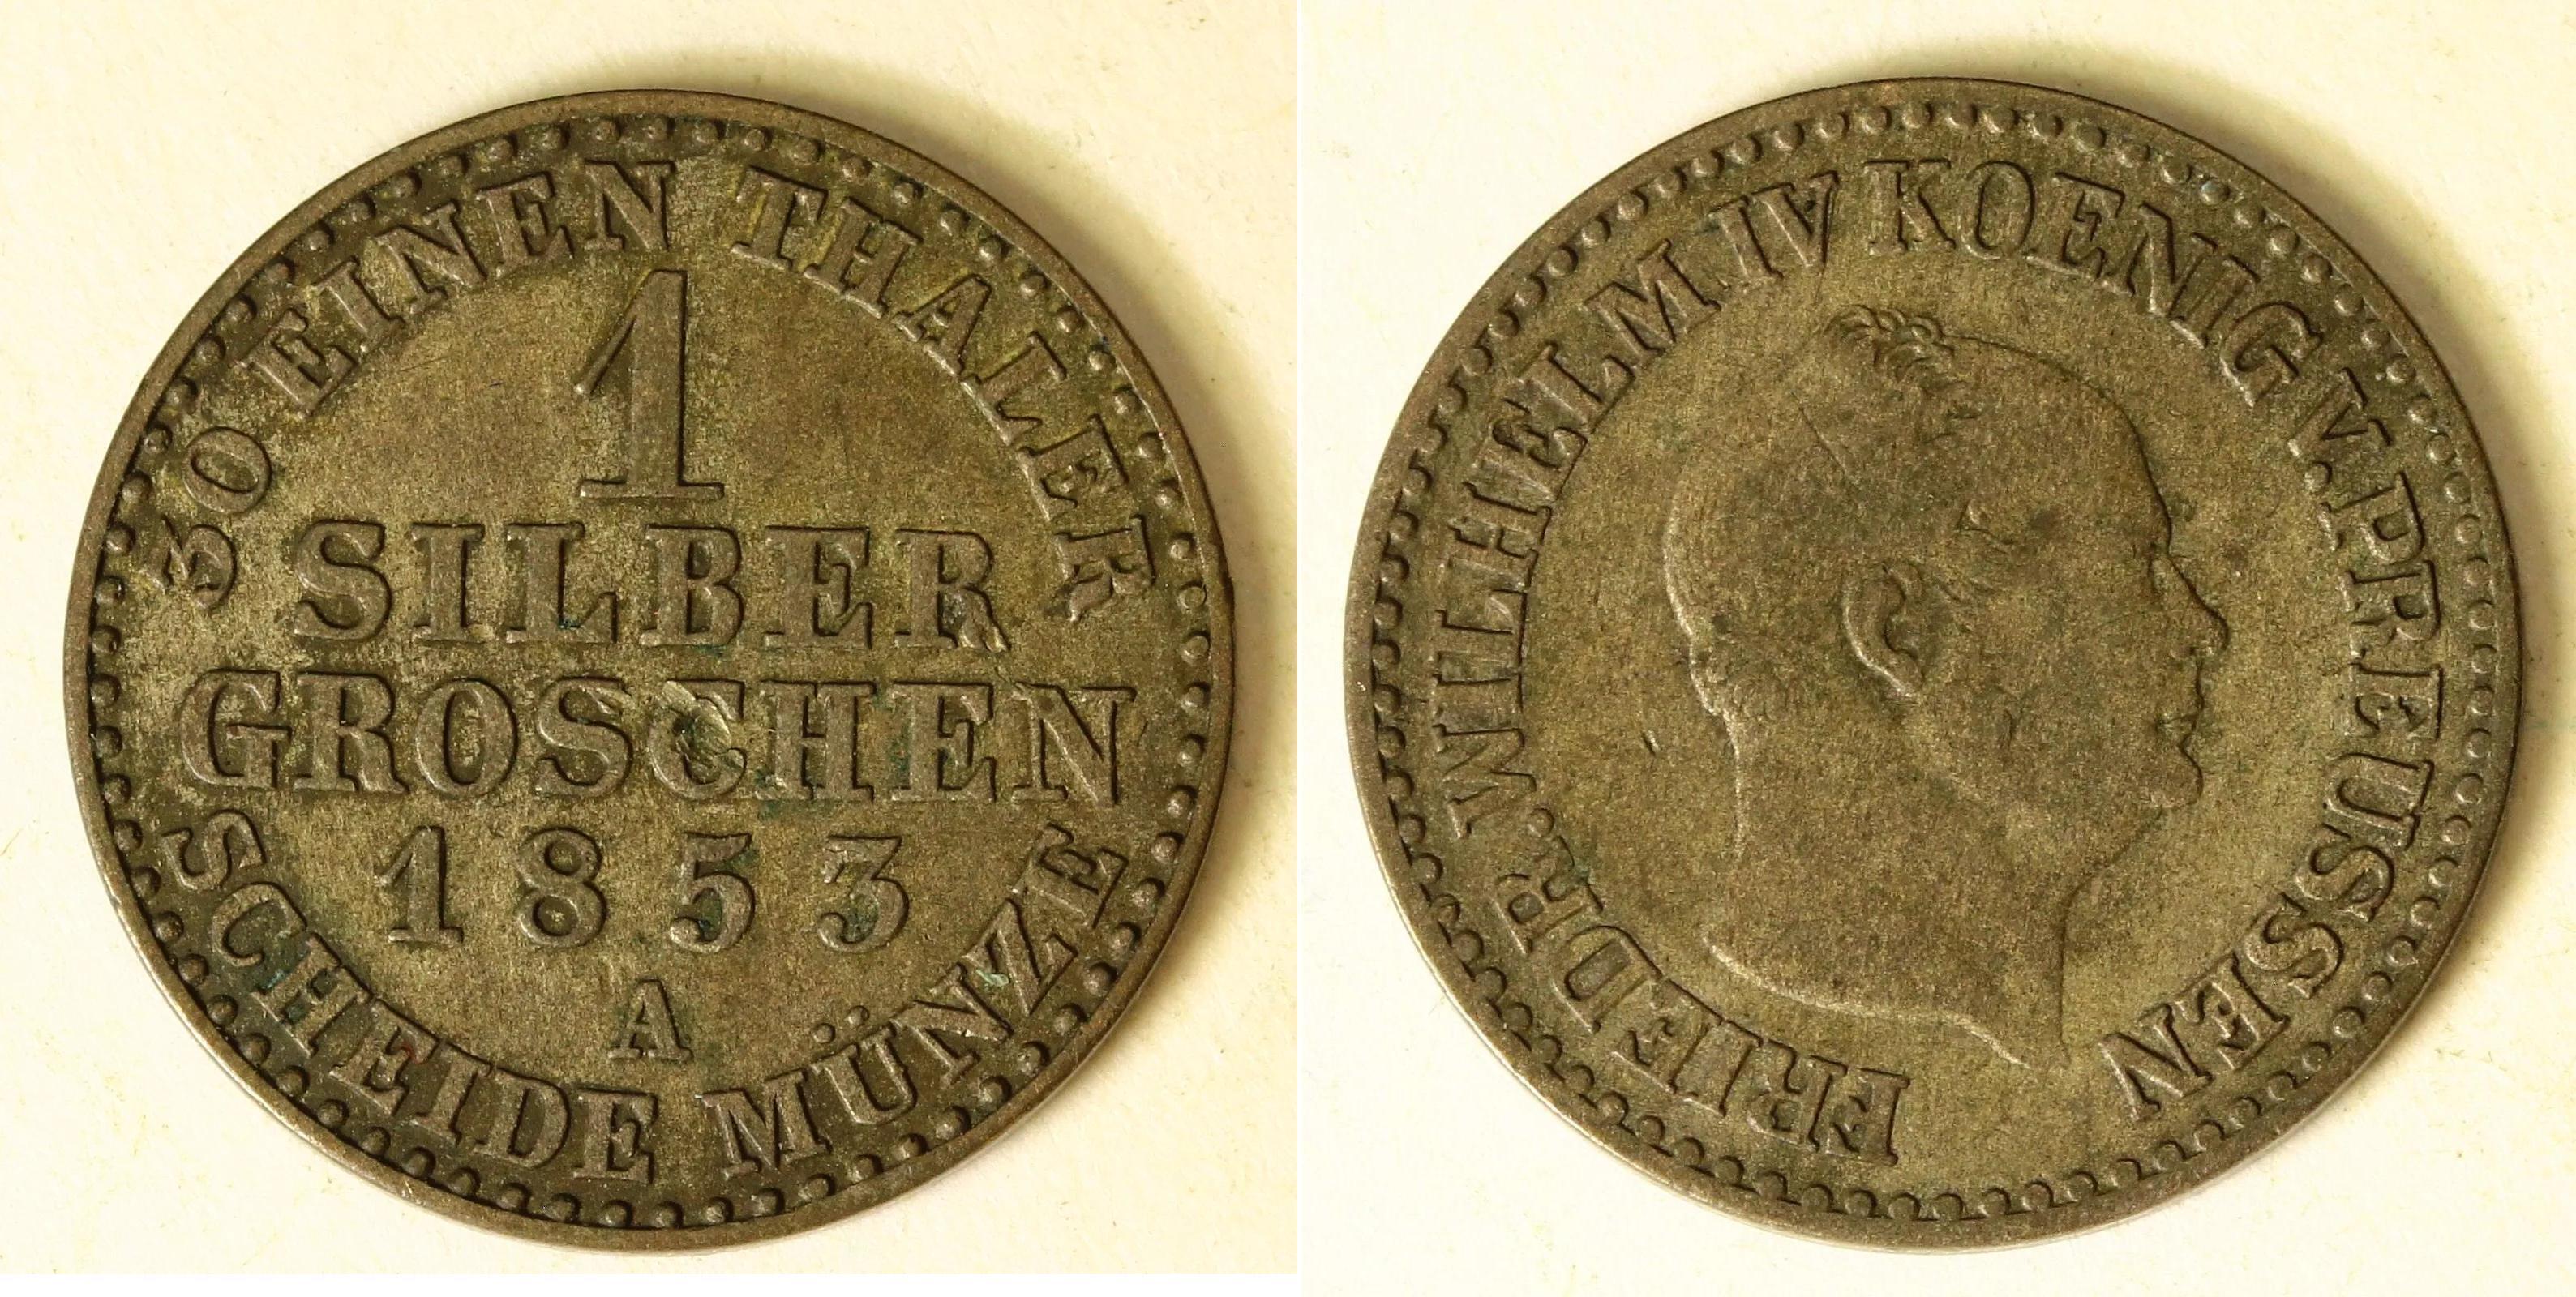 30 EINEN THALER
1
SILBER
GROSCHEN
1853
A
SCHEIDE MÜNZE
FRIEDR. WILHELM IV KOENIG V. PREUSSEN